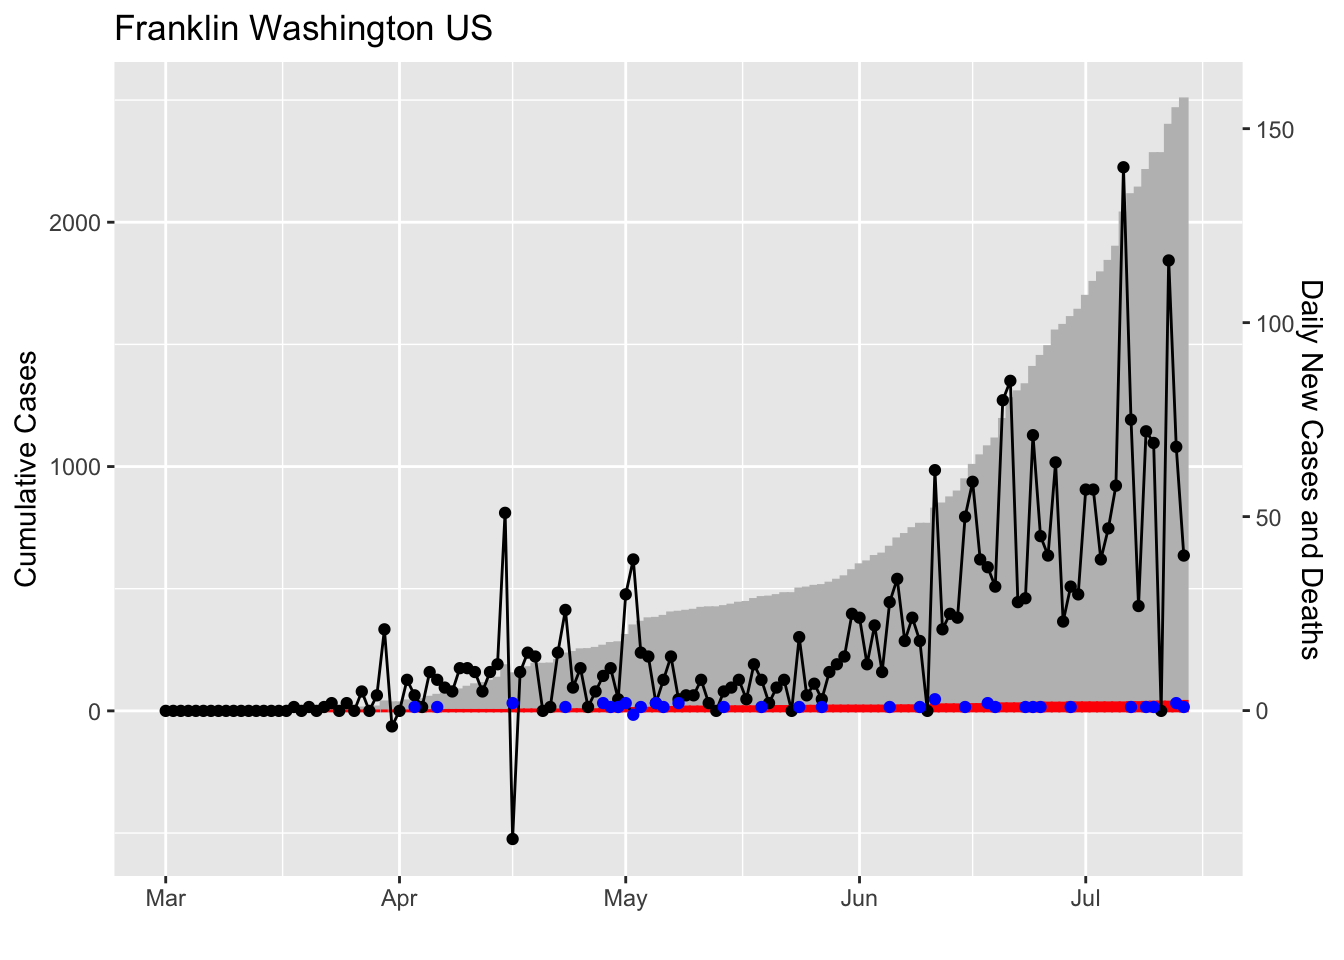 Franklin Washington US
Cumulative Cases
2000
1000
0
150
100
50
0
Daily New Cases and Deaths
Mar
Apr
May
Jun
Jul